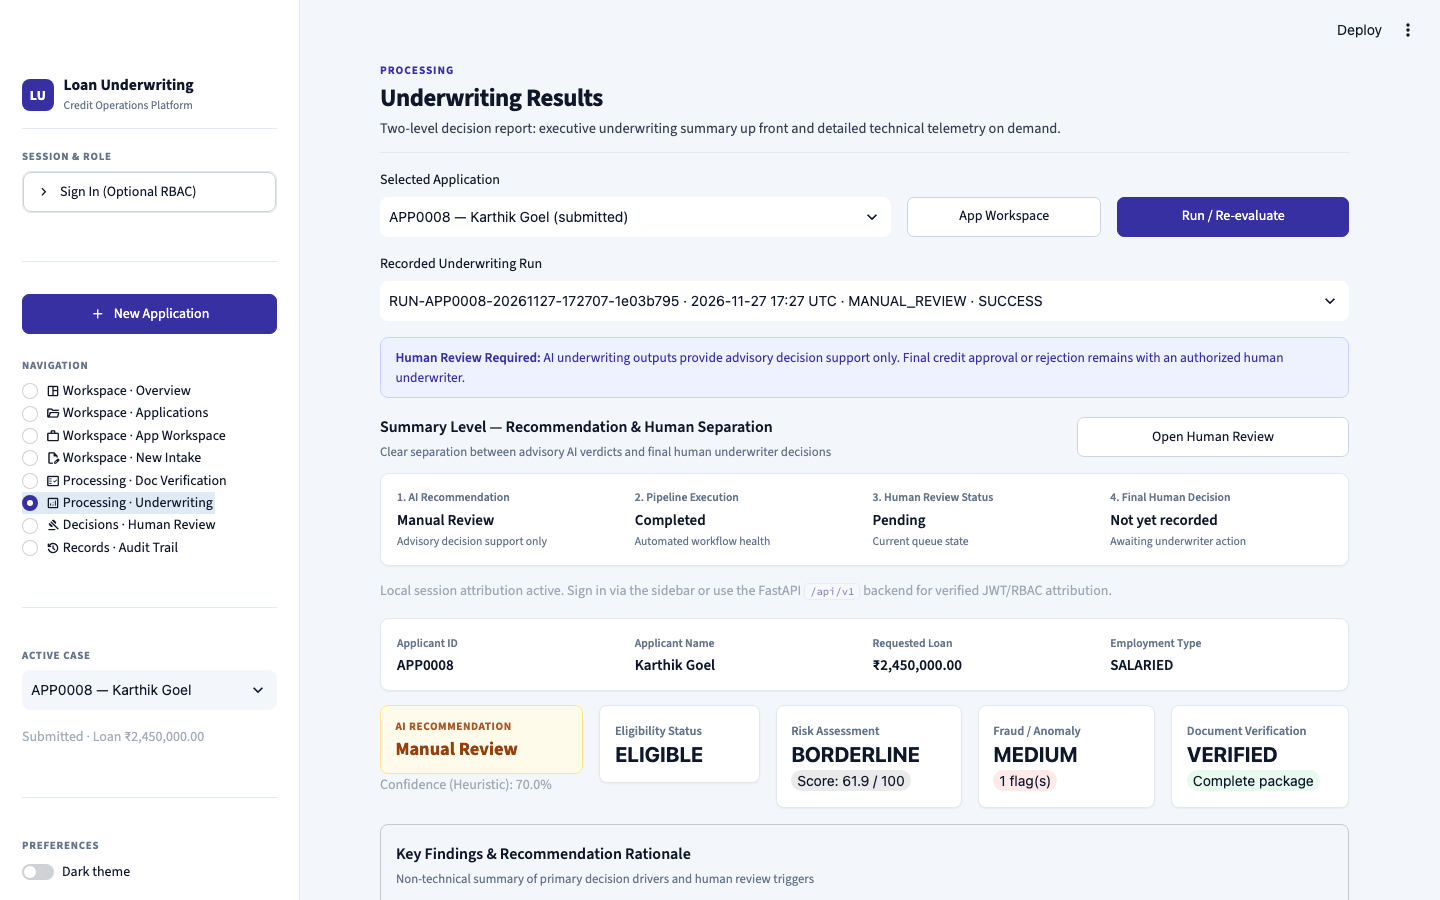 Deploy
LU
Loan Underwriting
Credit Operations Platform
SESSION & ROLE
Sign In (Optional RBAC)
New Application
NAVIGATION
Workspace · Overview
Workspace · Applications
Workspace · App Workspace
Workspace · New Intake
Processing · Doc Verification
Processing · Underwriting
Decisions · Human Review
Records · Audit Trail
ACTIVE CASE
APP0008 — Karthik Goel
Submitted · Loan ₹2,450,000.00
PREFERENCES
Dark theme
PROCESSING
Underwriting Results
Two-level decision report: executive underwriting summary up front and detailed technical telemetry on demand.
Selected Application
APP0008 — Karthik Goel (submitted)
App Workspace
Run / Re-evaluate
Recorded Underwriting Run
RUN-APP0008-20261127-172707-1e03b795 · 2026-11-27 17:27 UTC · MANUAL_REVIEW · SUCCESS
Human Review Required: AI underwriting outputs provide advisory decision support only. Final credit approval or rejection remains with an authorized human
underwriter.
Summary Level — Recommendation & Human Separation
Clear separation between advisory AI verdicts and final human underwriter decisions
Open Human Review
1. AI Recommendation
Manual Review
Advisory decision support only
2. Pipeline Execution
Completed
Automated workflow health
3. Human Review Status
Pending
Current queue state
4. Final Human Decision
Not yet recorded
Awaiting underwriter action
Local session attribution active. Sign in via the sidebar or use the FastAPI /api/v1 backend for verified JWT/RBAC attribution.
Applicant ID
APP0008
Applicant Name
Karthik Goel
Requested Loan
₹2,450,000.00
Employment Type
SALARIED
AI RECOMMENDATION
Manual Review
Confidence (Heuristic): 70.0%
Eligibility Status
ELIGIBLE
Risk Assessment
BORDERLINE
Score: 61.9 / 100
Fraud / Anomaly
MEDIUM
1 flag(s)
Document Verification
VERIFIED
Complete package
Key Findings & Recommendation Rationale
Non-technical summary of primary decision drivers and human review triggers